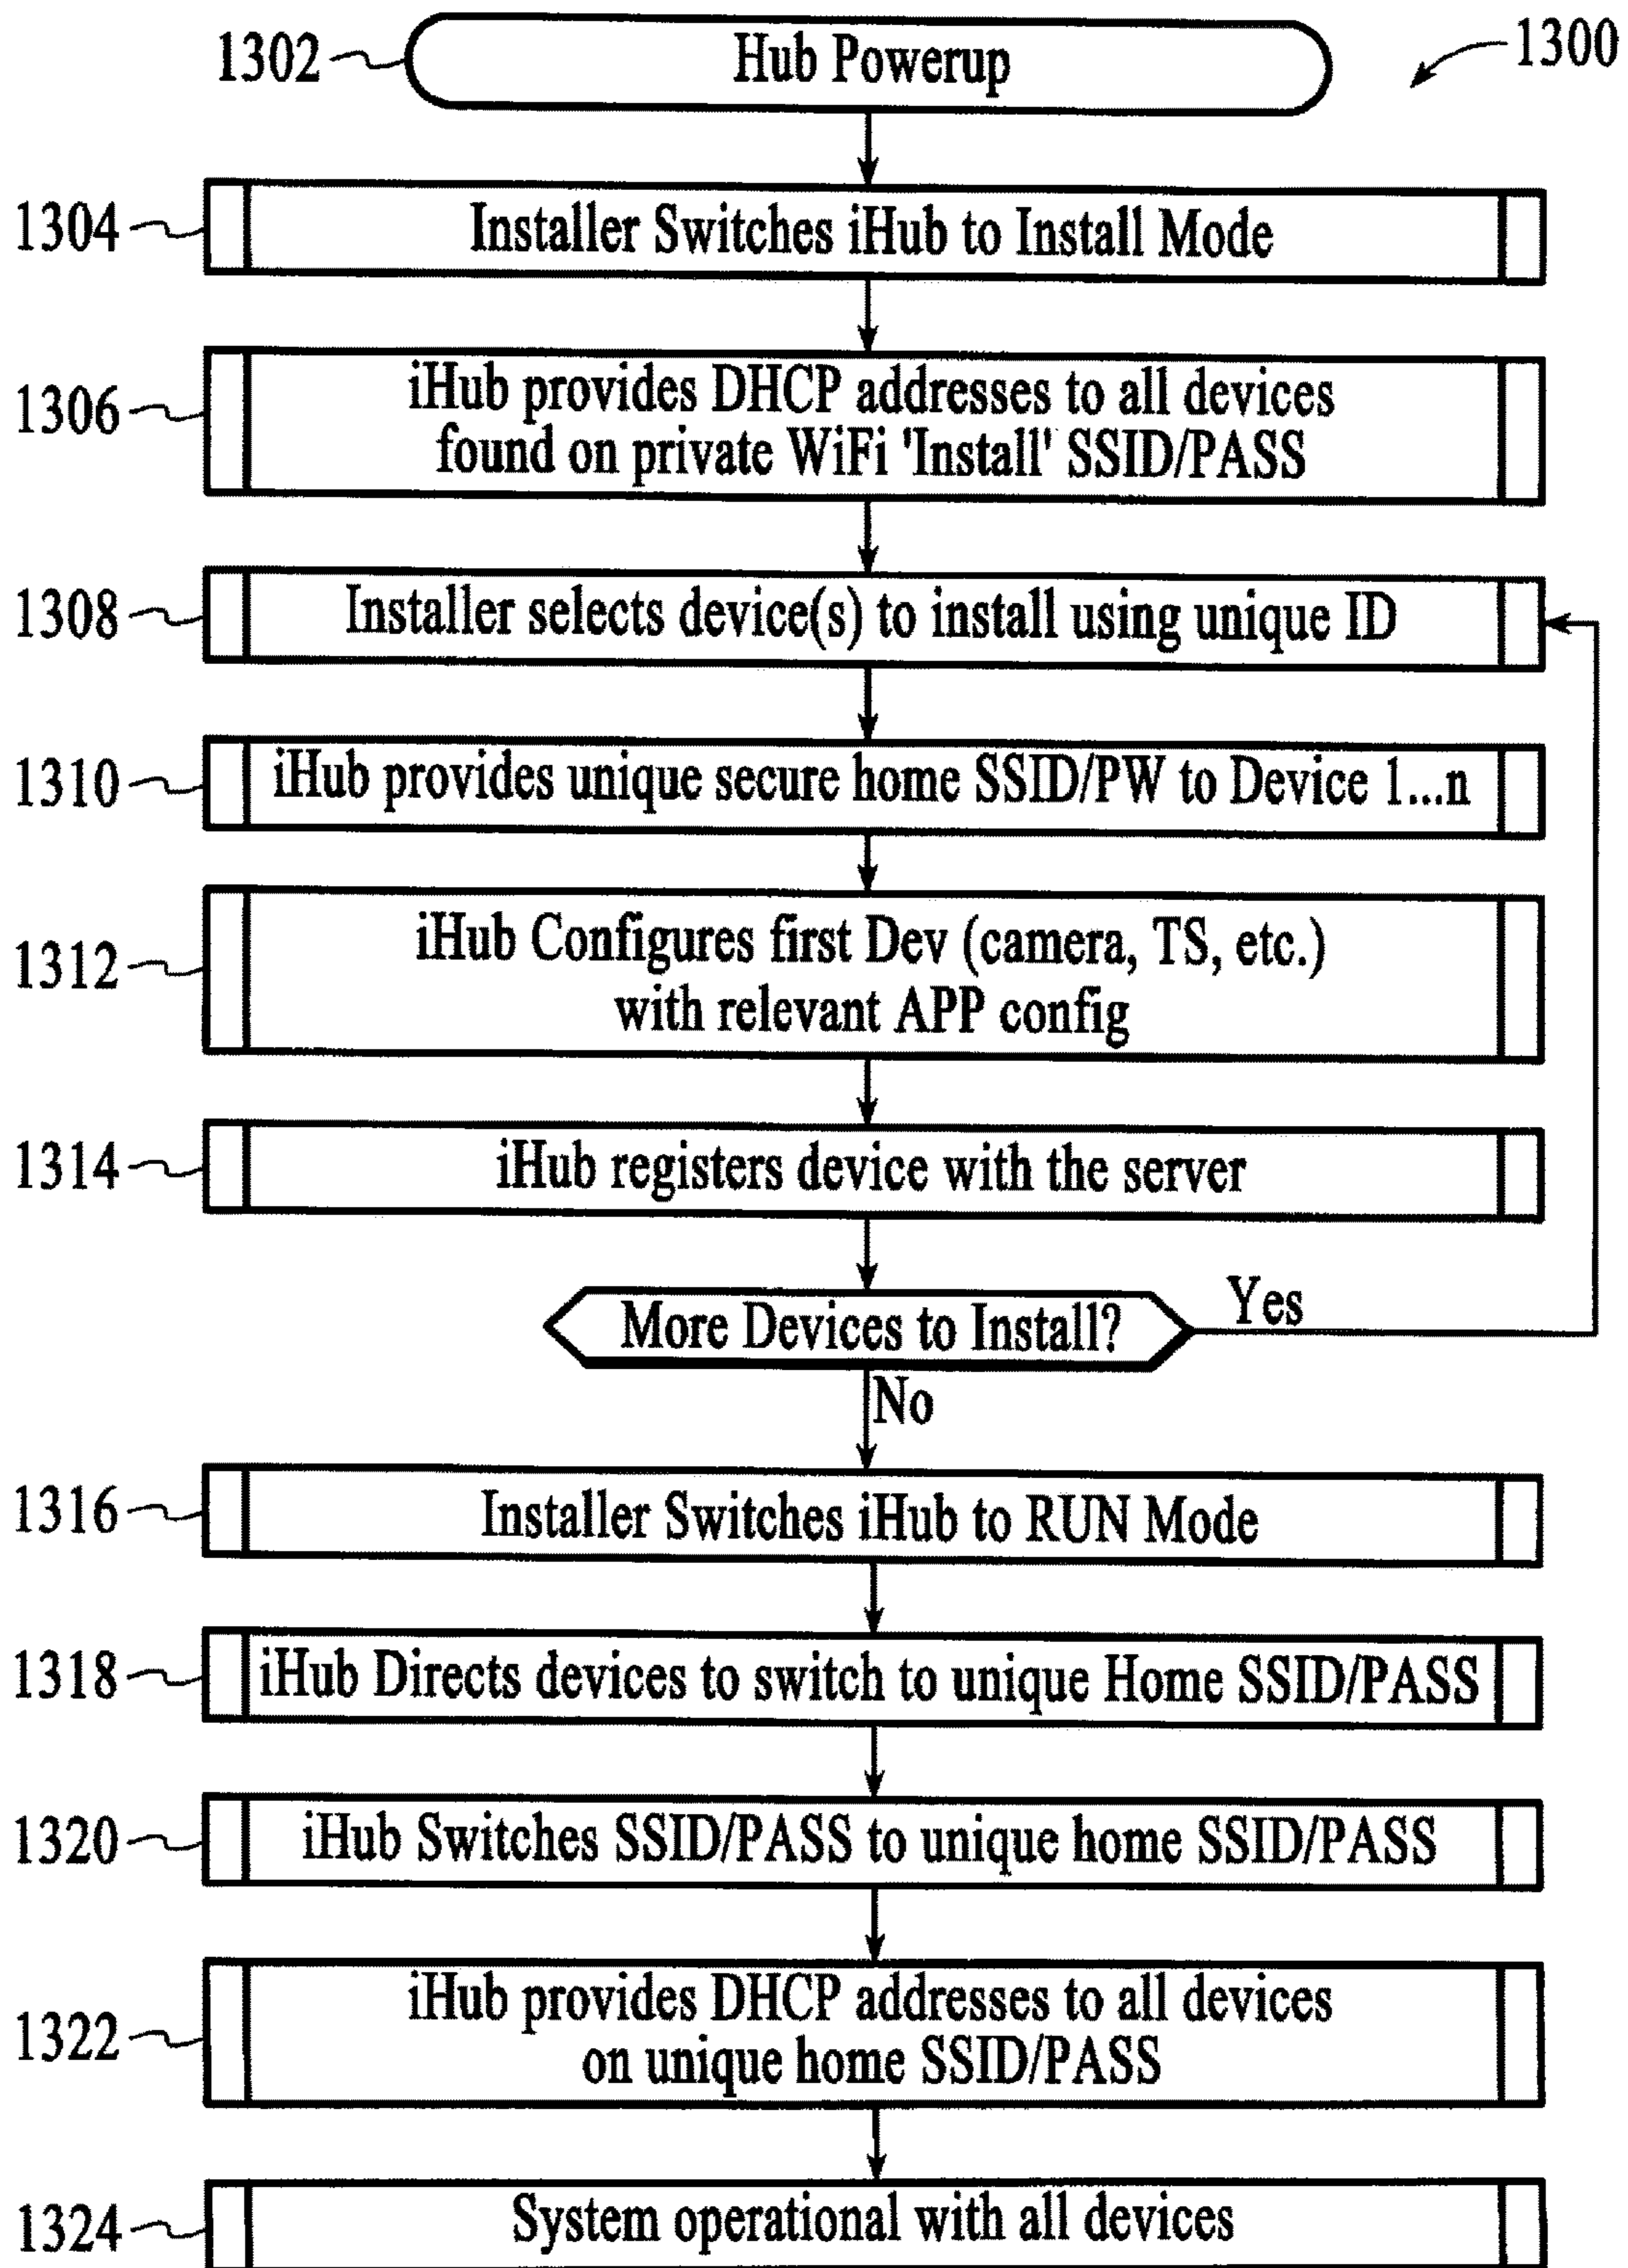 1302
Hub Powerup
1300
1304
Installer Switches iHub to Install Mode
1306
iHub provides DHCP addresses to all devices
found on private WiFi 'Install' SSID/PASS
1308
Installer selects device(s) to install using unique ID
1310
iHub provides unique secure home SSID/PW to Device 1...n
1312
iHub Configures first Dev (camera, TS, etc.)
with relevant APP config
1314
iHub registers device with the server
More Devices to Install?
Yes
No
1316
Installer Switches iHub to RUN Mode
1318
iHub Directs devices to switch to unique Home SSID/PASS
1320
iHub Switches SSID/PASS to unique home SSID/PASS
1322
iHub provides DHCP addresses to all devices
on unique home SSID/PASS
1324
System operational with all devices